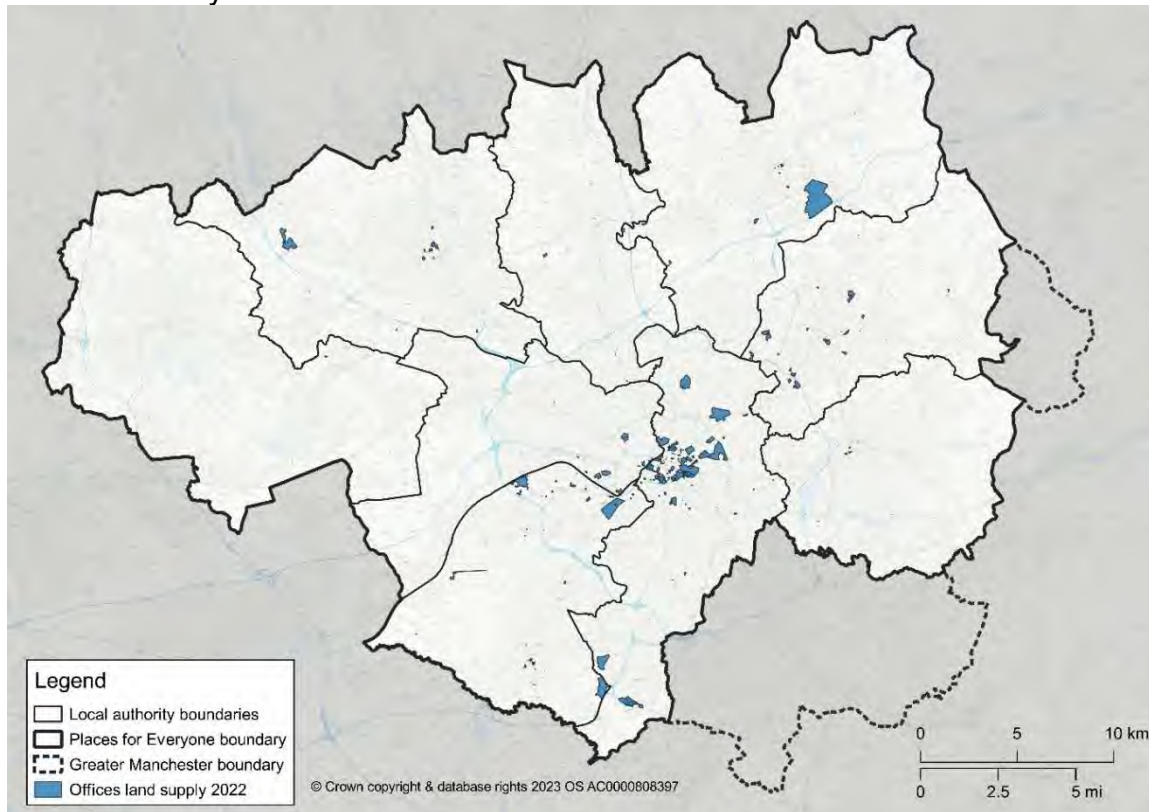 Legend
Local authority boundaries
Places for Everyone boundary
Greater Manchester boundary
Offices land supply 2022
© Crown copyright & database rights 2023 OS AC0000808397
0 5 10 km
0 2.5 5 mi